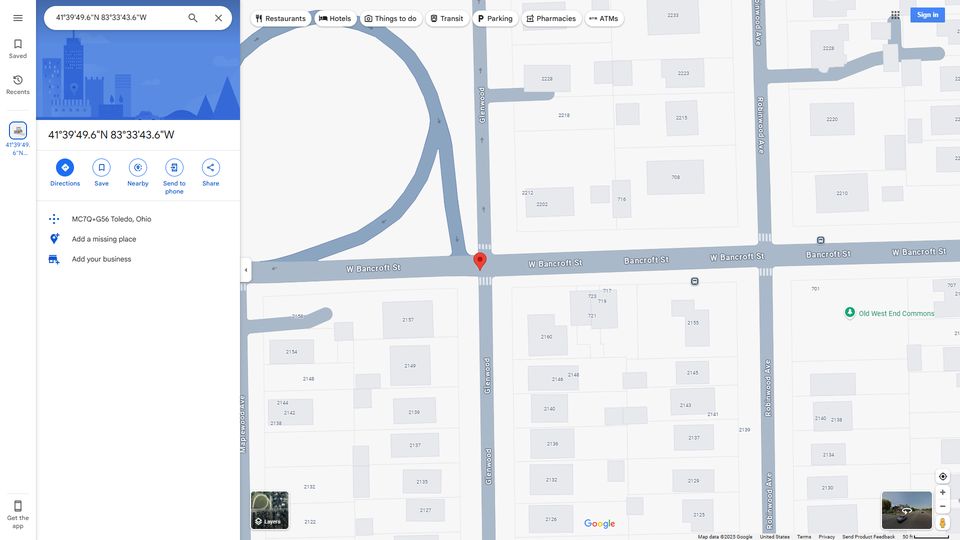 41°39'49.6"N 83°33'43.6"W
Restaurants
Hotels
Things to do
Transit
Parking
Pharmacies
ATMs
Sign in
Saved
Recents
41°39'49.
6"N...
Get the
app
41°39'49.6"N 83°33'43.6"W
Directions
Save
Nearby
Send to
phone
Share
MC7Q+G56 Toledo, Ohio
Add a missing place
Add your business
2233
2228
2223
2218
2215
2212
2202
716
708
2228
2220
2210
Glenwood
Robinwood Ave
Robinwood Ave
W Bancroft St
W Bancroft St
Bancroft St
W Bancroft St
Bancroft St
W Bancroft St
701
707
Old West End Commons
2158
2157
2154
2149
2148
2144
2142
2138
2139
2137
2132
2135
2127
2122
717
723
719
721
2155
2160
2148
2146
2145
2140
2143
2141
2136
2137
2139
2132
2129
2126
2125
2140
2138
2134
2130
Maplewood Ave
Glenwood
Glenwood
Robinwood Ave
Robinwood Ave
Layers
Google
Map data ©2025 Google
United States
Terms
Privacy
Send Product Feedback
50 ft